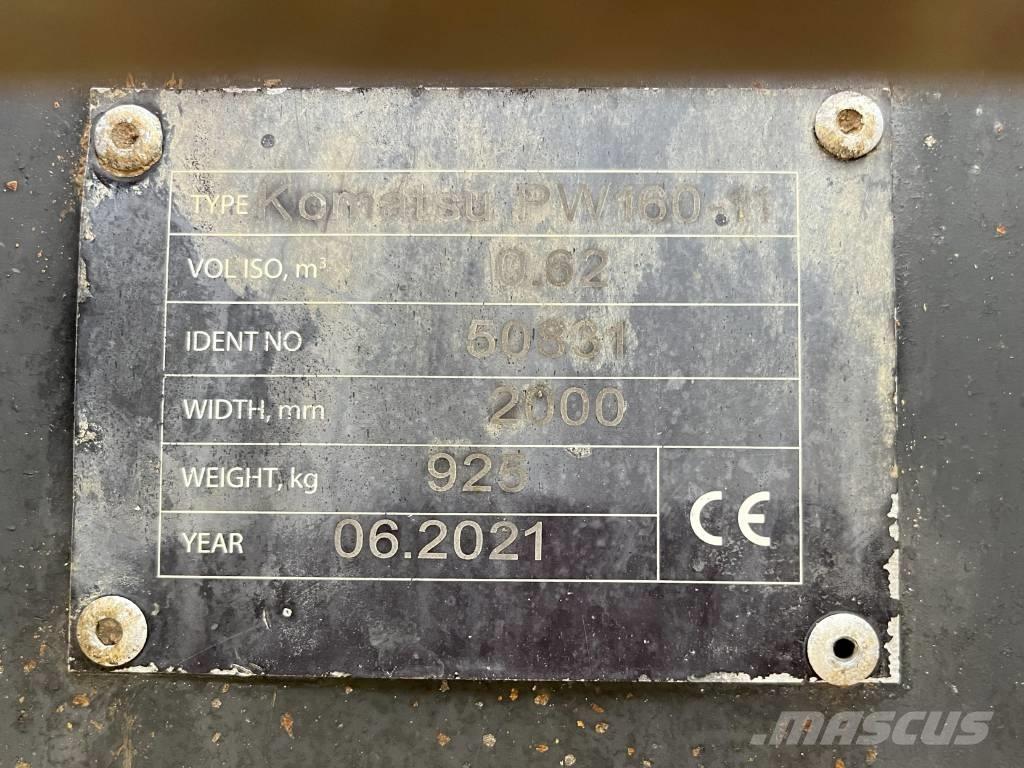 TYPE Komatsu PW160-11
VOL ISO, m³ 0.62
IDENT NO 50831
WIDTH, mm 2000
WEIGHT, kg 925
YEAR 06.2021
CE
MASCUS